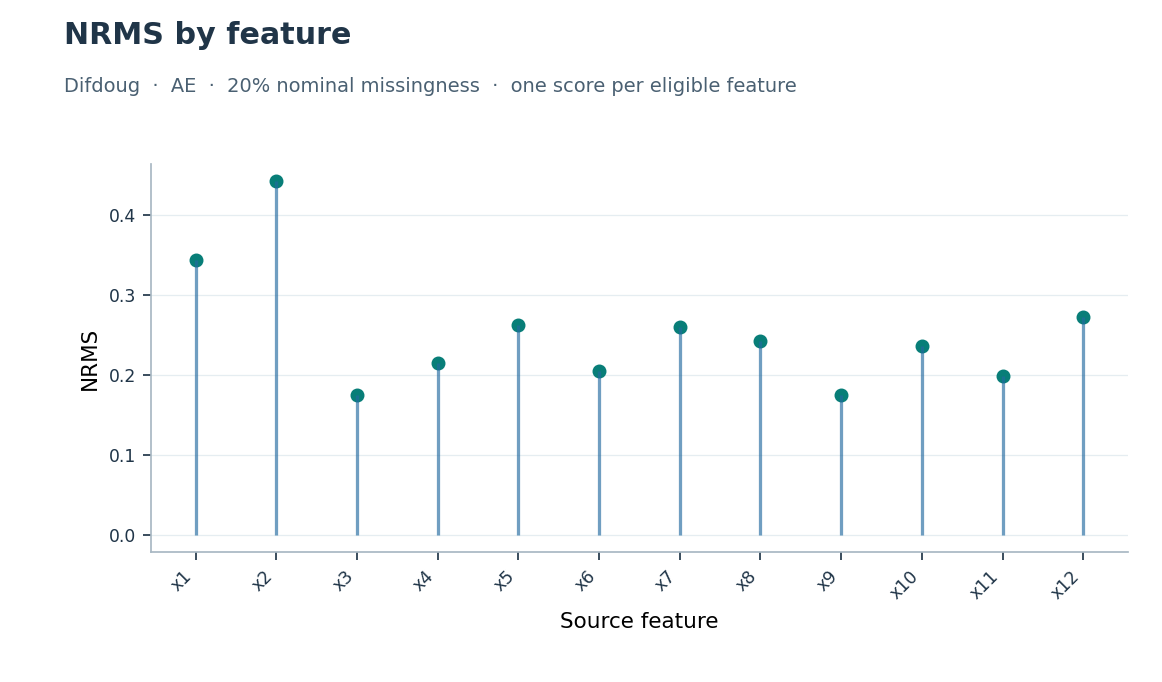 NRMS by feature
Difdoug · AE · 20% nominal missingness · one score per eligible feature
0.4
0.3
0.2
0.1
0.0
NRMS
x1 x2 x3 x4 x5 x6 x7 x8 x9 x10 x11 x12
Source feature